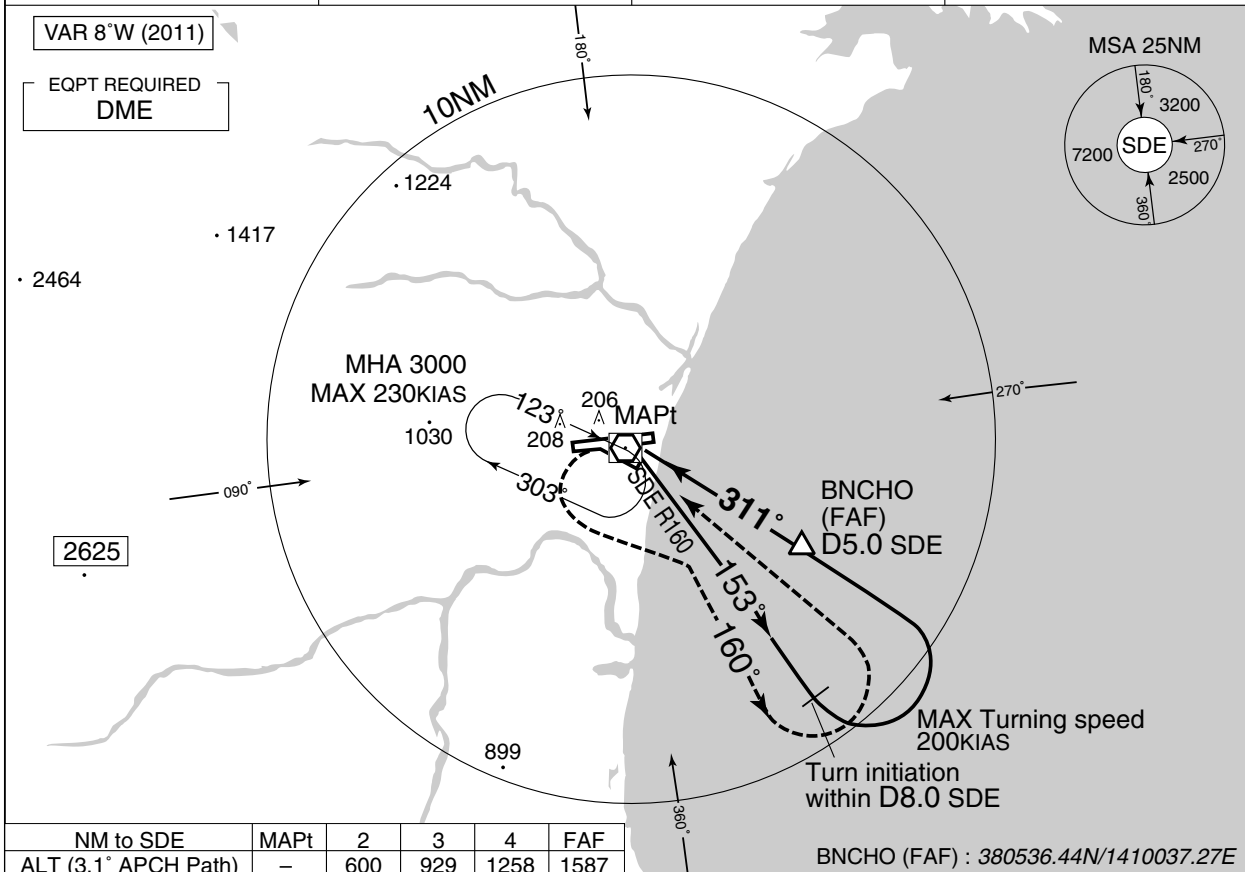 VAR 8°W (2011)
EQPT REQUIRED
DME
10NM
180°
MSA 25NM
180°
3200
SDE
270°
7200
2500
360°
1224
1417
2464
MHA 3000
MAX 230KIAS
1030
123°
206
208
MAPt
303°
SDE R160
311°
BNCHO
(FAF)
D5.0 SDE
270°
090°
2625
153°
160°
MAX Turning speed
200KIAS
Turn initiation
within D8.0 SDE
899
360°
NM to SDE MAPt 2 3 4 FAF
ALT (3.1° APCH Path) – 600 929 1258 1587
BNCHO (FAF) : 380536.44N/1410037.27E